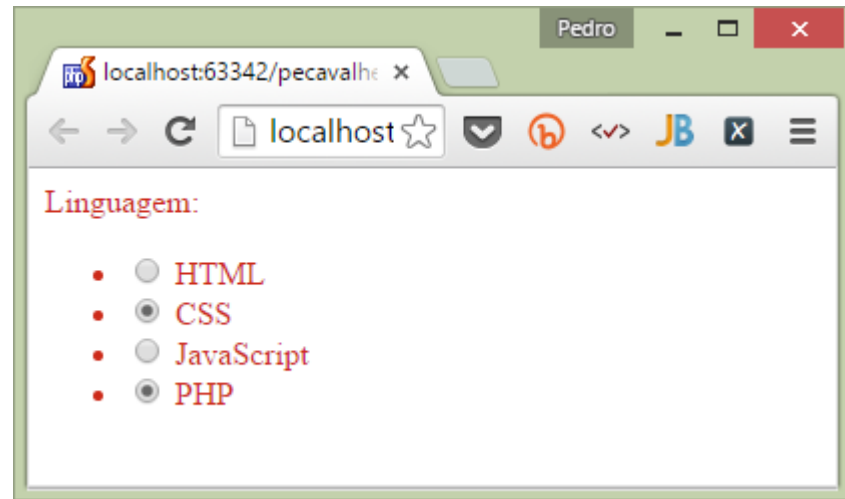 Pedro
localhost:63342/pecavalhe
localhost
Linguagem:
HTML
CSS
JavaScript
PHP